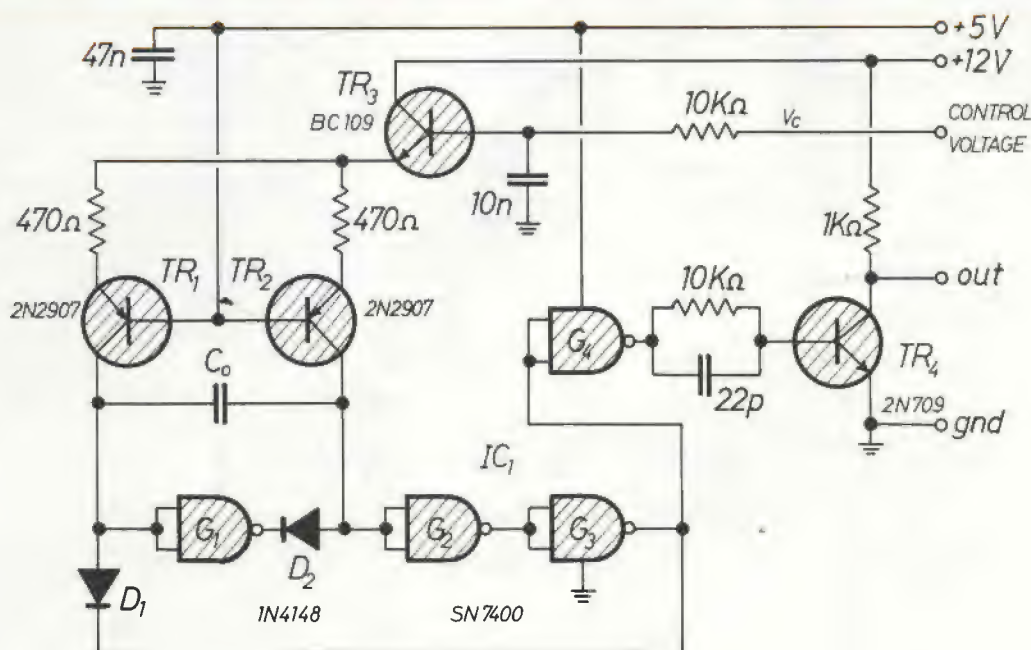 47n
+5V
+12V
TR3
BC109
10KΩ
Vc
CONTROL
VOLTAGE
10n
470Ω
470Ω
1KΩ
TR1
TR2
2N2907
2N2907
out
10KΩ
G4
22p
TR4
2N709
gnd
Co
IC1
G1
G2
G3
D2
D1
1N4148
SN7400